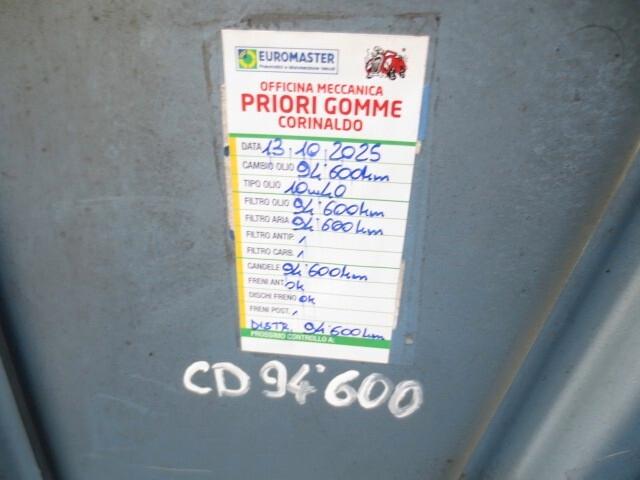 EUROMASTER
OFFICINA MECCANICA
PRIORI GOMME
CORINALDO
DATA 13 10 2025
CAMBIO OLIO 94'600km
TIPO OLIO 10w40
FILTRO OLIO 94'600km
FILTRO ARIA 94'600km
FILTRO ANTIP. /
FILTRO CARB. /
CANDELE 94'600km
FRENI ANT. OK
DISCHI FRENO OK
FRENI POST. /
DISTR. 94'600km
PROSSIMO CONTROLLO A:
CD 94'600